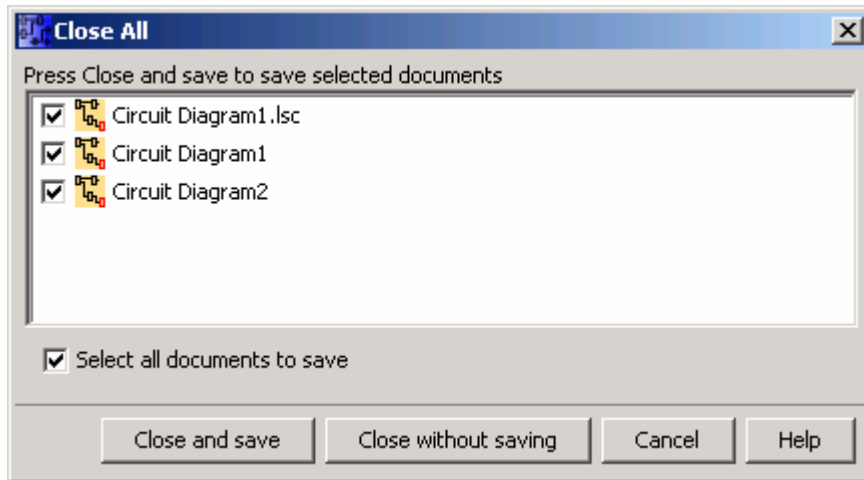 Close All
Press Close and save to save selected documents
Circuit Diagram1.lsc
Circuit Diagram1
Circuit Diagram2
Select all documents to save
Close and save Close without saving Cancel Help